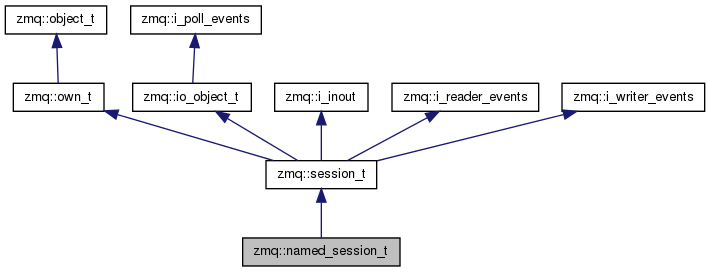 zmq::object_t
zmq::i_poll_events
zmq::own_t
zmq::io_object_t
zmq::i_inout
zmq::i_reader_events
zmq::i_writer_events
zmq::session_t
zmq::named_session_t